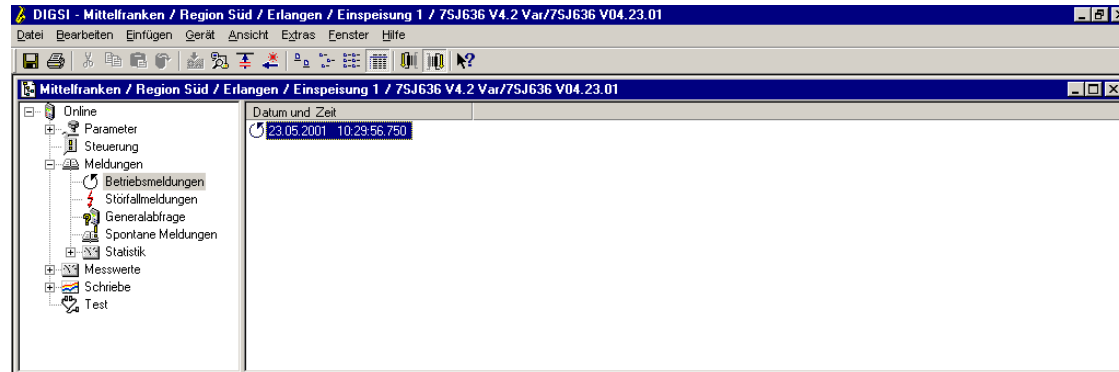 DIGSI - Mittelfranken / Region Süd / Erlangen / Einspeisung 1 / 7SJ636 V4.2 Var/7SJ636 V04.23.01
Datei Bearbeiten Einfügen Gerät Ansicht Extras Fenster Hilfe
Mittelfranken / Region Süd / Erlangen / Einspeisung 1 / 7SJ636 V4.2 Var/7SJ636 V04.23.01
Online
Parameter
Steuerung
Meldungen
Betriebsmeldungen
Störfallmeldungen
Generalabfrage
Spontane Meldungen
Statistik
Messwerte
Schriebe
Test
Datum und Zeit
23.05.2001 10:29:56.750